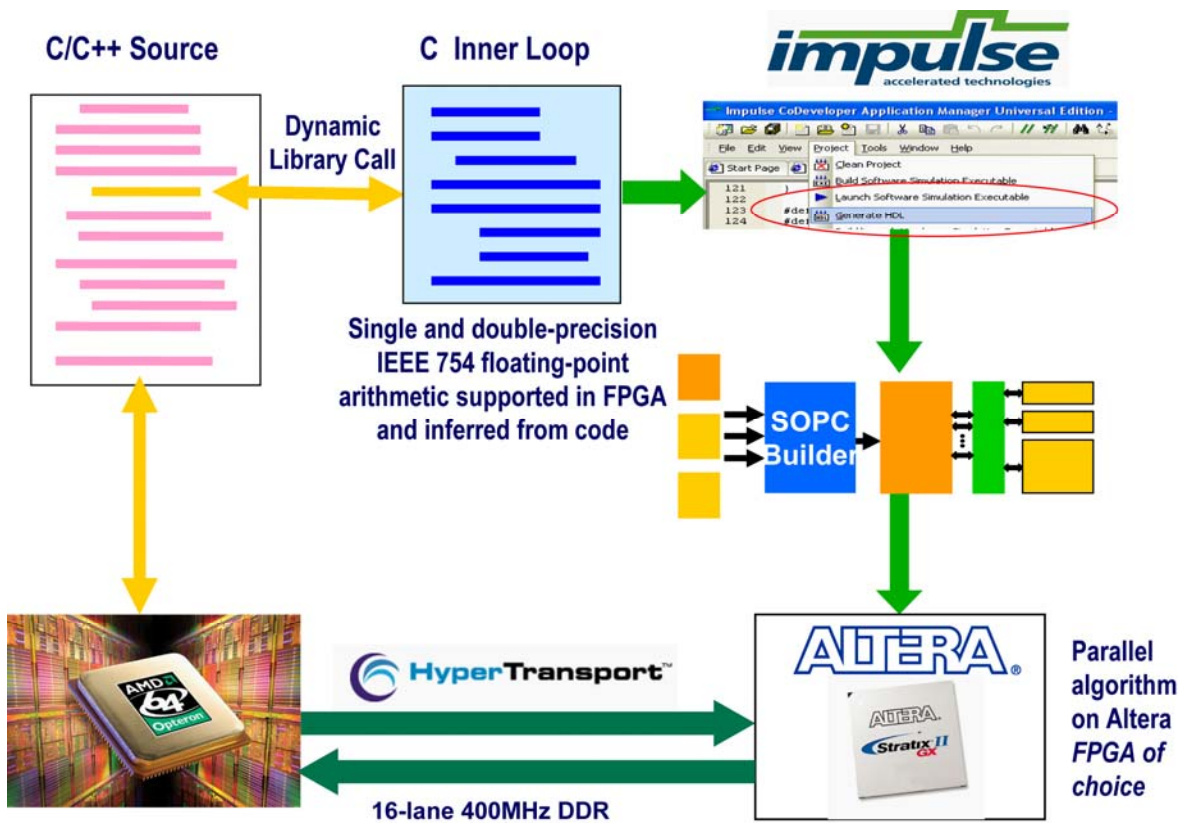 C/C++ Source
C Inner Loop
impulse
accelerated technologies
Dynamic
Library Call
Impulse CoDeveloper Application Manager Universal Edition -
File Edit View Project Tools Window Help
Start Page
Clean Project
Build Software Simulation Executable
Launch Software Simulation Executable
Generate HDL
121 }
122
123 #def
124 #def
Single and double-precision
IEEE 754 floating-point
arithmetic supported in FPGA
and inferred from code
SOPC
Builder
AMD
64
Opteron
HyperTransport™
16-lane 400MHz DDR
ALTERA®
ALTERA
Stratix II
GX
Parallel
algorithm
on Altera
FPGA of
choice